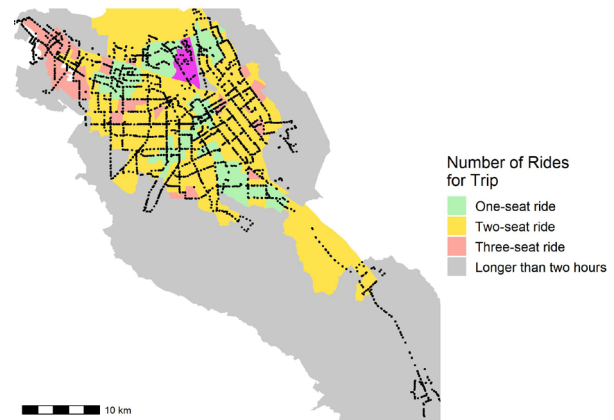 Number of Rides
for Trip
One-seat ride
Two-seat ride
Three-seat ride
Longer than two hours
10 km